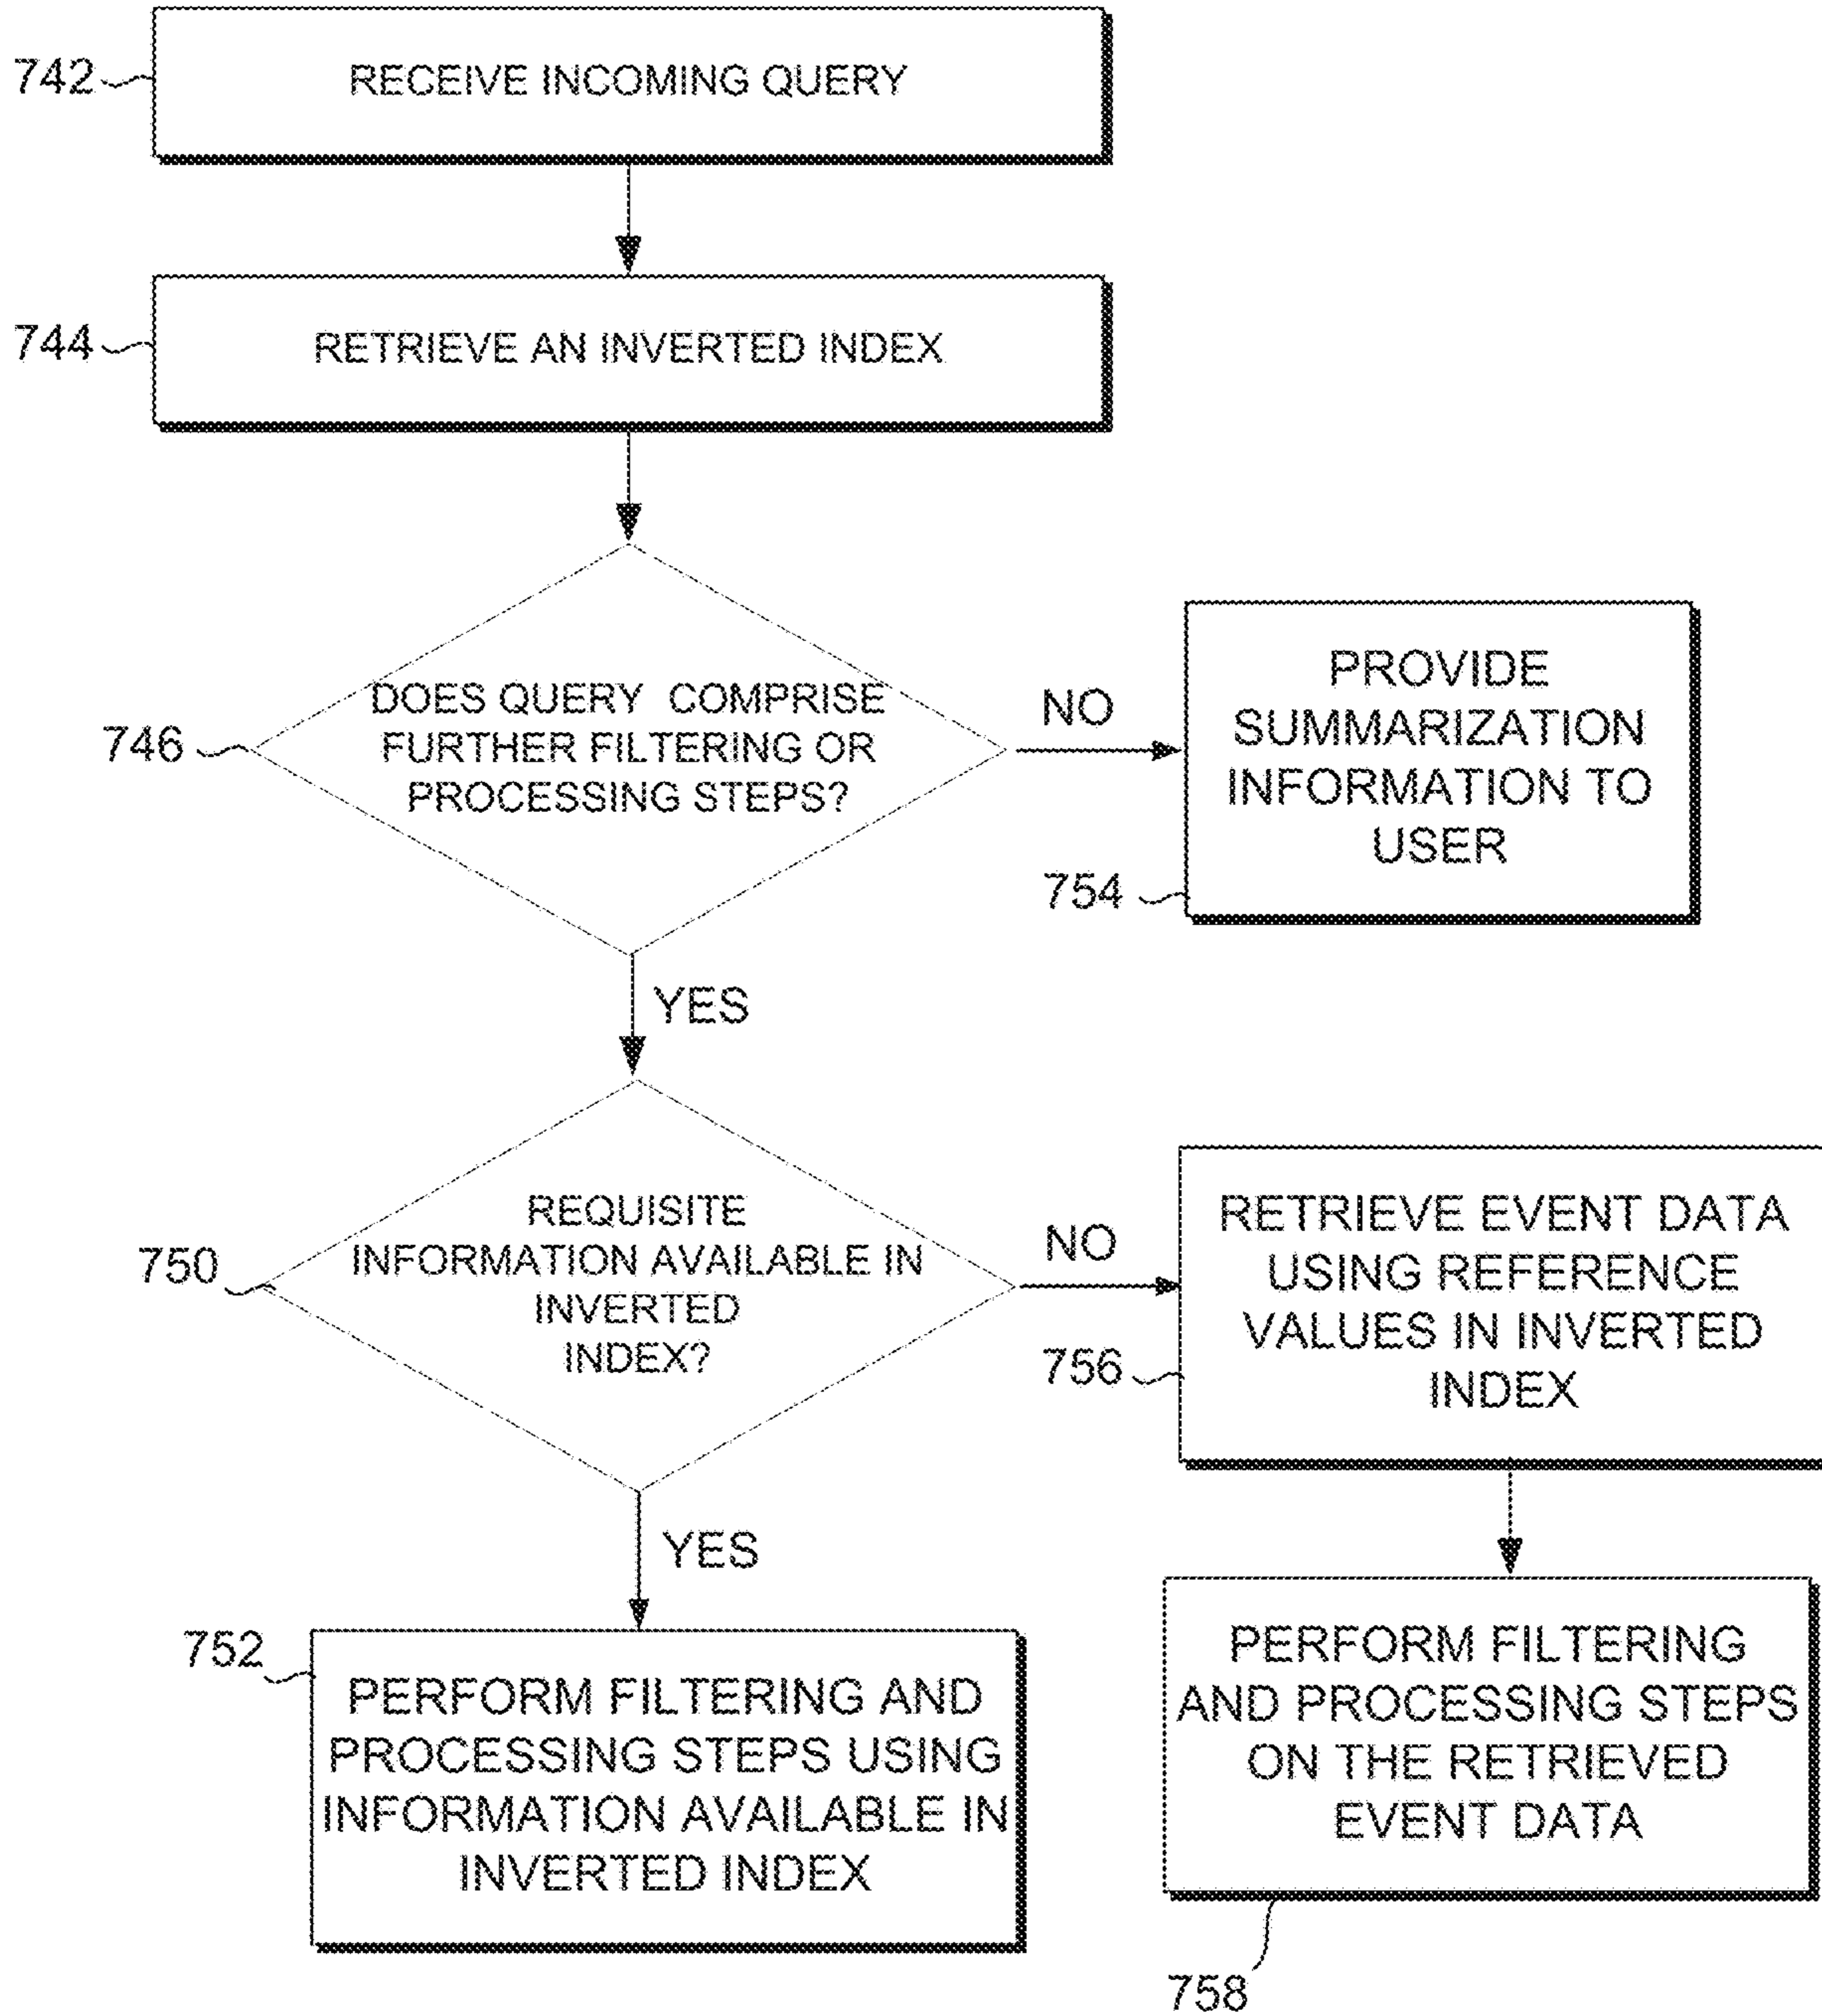 742
RECEIVE INCOMING QUERY
744
RETRIEVE AN INVERTED INDEX
746
DOES QUERY COMPRISE
FURTHER FILTERING OR
PROCESSING STEPS?
NO
PROVIDE
SUMMARIZATION
INFORMATION TO
USER
754
YES
750
REQUISITE
INFORMATION AVAILABLE IN
INVERTED
INDEX?
NO
RETRIEVE EVENT DATA
USING REFERENCE
VALUES IN INVERTED
INDEX
756
YES
752
PERFORM FILTERING AND
PROCESSING STEPS USING
INFORMATION AVAILABLE IN
INVERTED INDEX
PERFORM FILTERING
AND PROCESSING STEPS
ON THE RETRIEVED
EVENT DATA
758